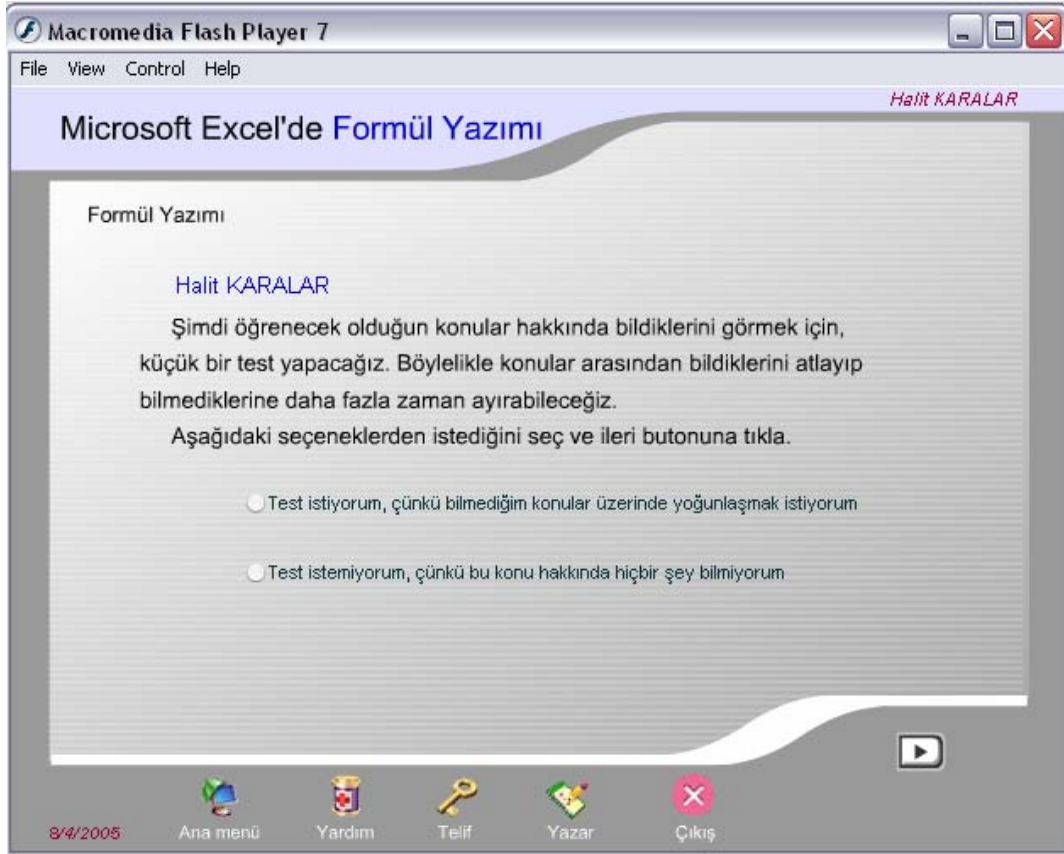 Macromedia Flash Player 7
File View Control Help
Halit KARALAR
Microsoft Excel'de Formül Yazımı
Formül Yazımı
Halit KARALAR
Şimdi öğrenecek olduğun konular hakkında bildiklerini görmek için,
küçük bir test yapacağız. Böylelikle konular arasından bildiklerini atlayıp
bilmediklerine daha fazla zaman ayırabileceğiz.
Aşağıdaki seçeneklerden istediğini seç ve ileri butonuna tıkla.
Test istiyorum, çünkü bilmediğim konular üzerinde yoğunlaşmak istiyorum
Test istemiyorum, çünkü bu konu hakkında hiçbir şey bilmiyorum
8/4/2005 Ana menü Yardım Telif Yazar Çıkış